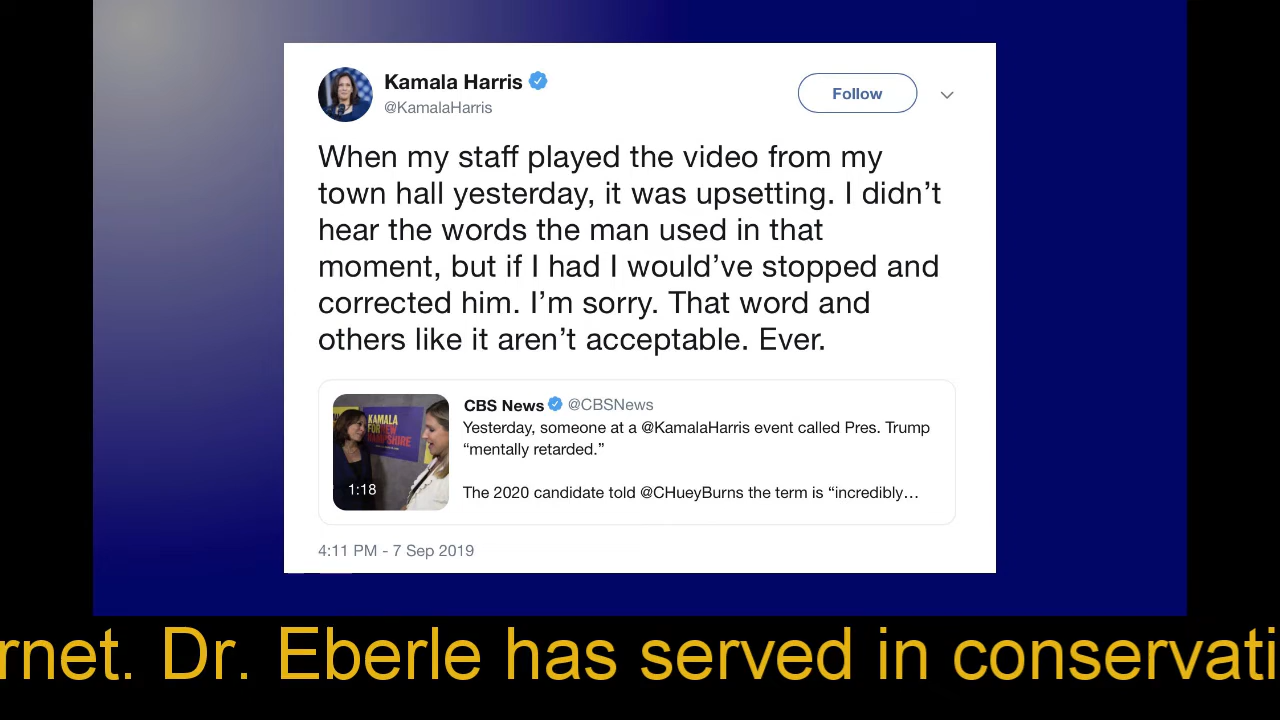 Kamala Harris
@KamalaHarris
Follow
When my staff played the video from my
town hall yesterday, it was upsetting. I didn’t
hear the words the man used in that
moment, but if I had I would’ve stopped and
corrected him. I’m sorry. That word and
others like it aren’t acceptable. Ever.
KAMALA
FOR NEW
HAMPSHIRE
1:18
CBS News @CBSNews
Yesterday, someone at a @KamalaHarris event called Pres. Trump
“mentally retarded.”
The 2020 candidate told @CHueyBurns the term is “incredibly…
4:11 PM - 7 Sep 2019
rnet. Dr. Eberle has served in conservati